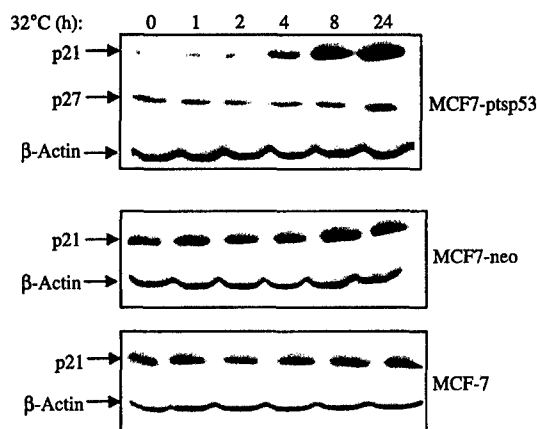 32°C (h): 0 1 2 4 8 24
p21
p27
MCF7-ptsp53
β-Actin
p21
MCF7-neo
β-Actin
p21
MCF-7
β-Actin